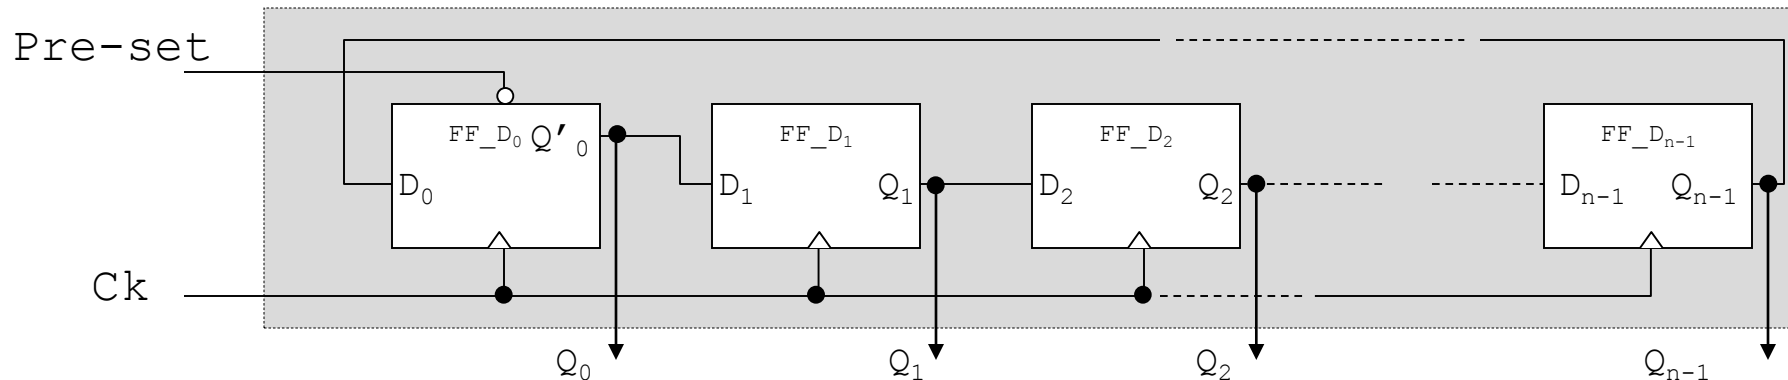 Pre-set
FF_D₀ Q’₀ FF_D₁ FF_D₂ FF_Dₙ₋₁
D₀ D₁ Q₁ D₂ Q₂ Dₙ₋₁ Qₙ₋₁
Ck
Q₀ Q₁ Q₂ Qₙ₋₁